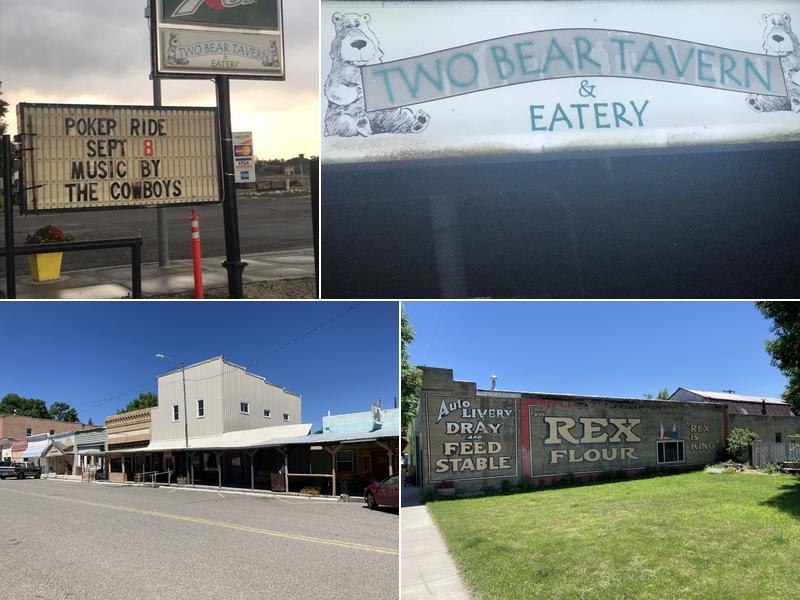 TWO BEAR TAVERN
&
EATERY
POKER RIDE
SEPT 8
MUSIC BY
THE COWBOYS
VISA
TWO BEAR TAVERN
&
EATERY
Auto
LIVERY
DRAY
AND
FEED
STABLE
REX
FLOUR
"REX
IS
KING"